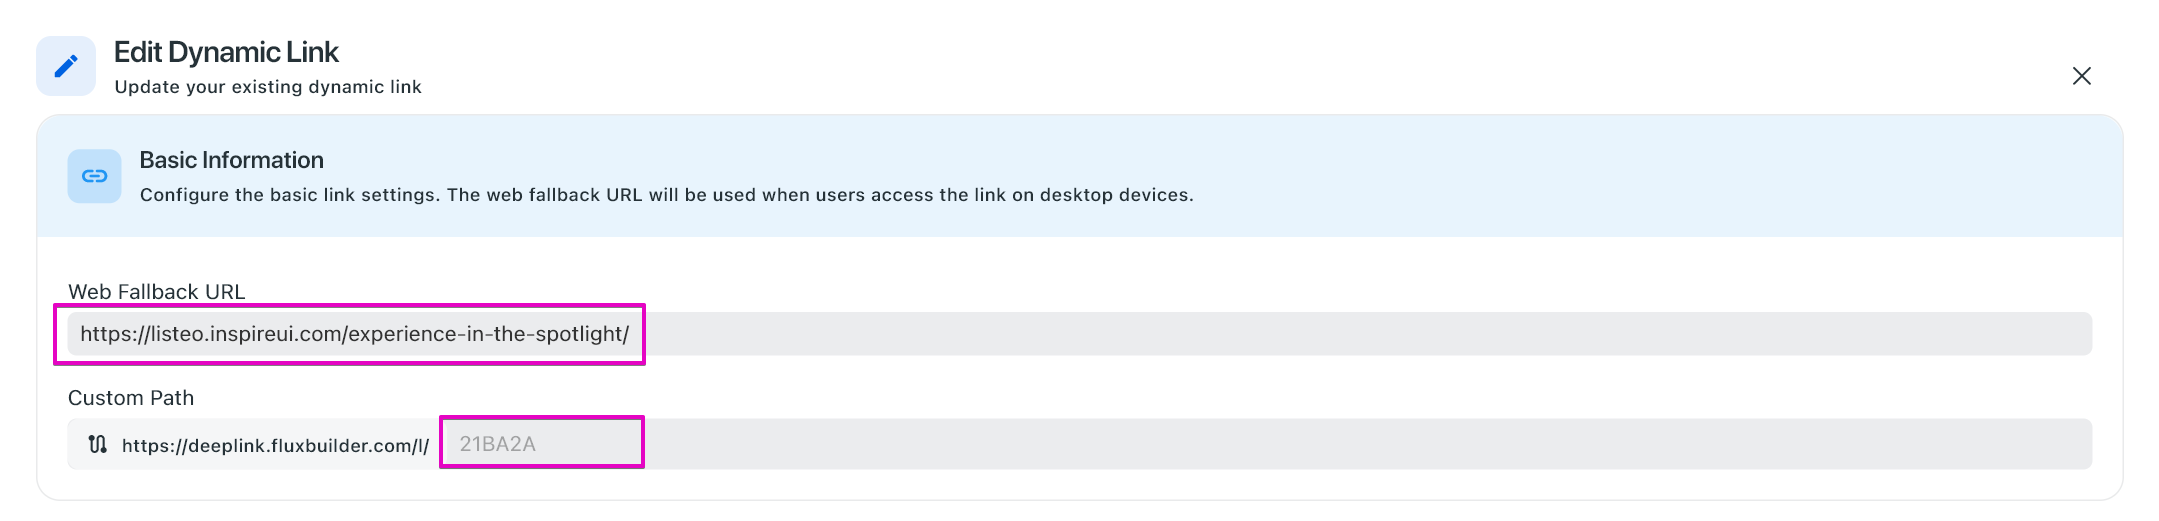 Edit Dynamic Link
Update your existing dynamic link
Basic Information
Configure the basic link settings. The web fallback URL will be used when users access the link on desktop devices.
Web Fallback URL
https://listeo.inspireui.com/experience-in-the-spotlight/
Custom Path
https://deeplink.fluxbuilder.com/l/ 21BA2A